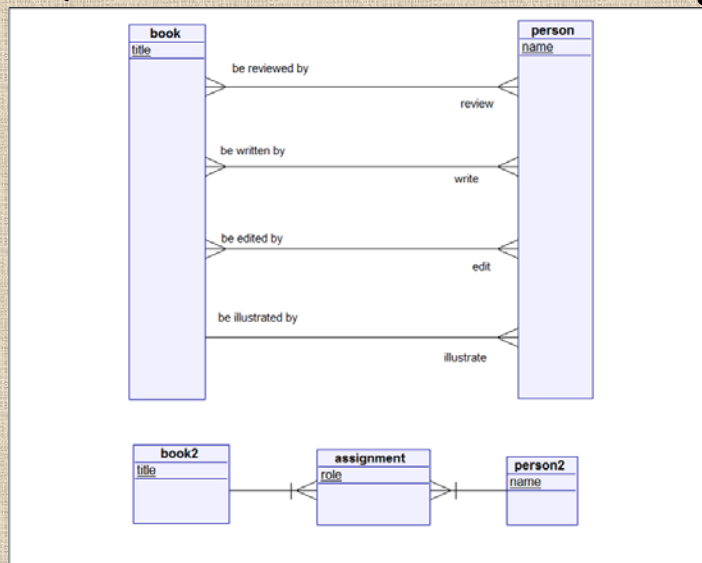 book
title
person
name
be reviewed by
review
be written by
write
be edited by
edit
be illustrated by
illustrate
book2
title
assignment
role
person2
name